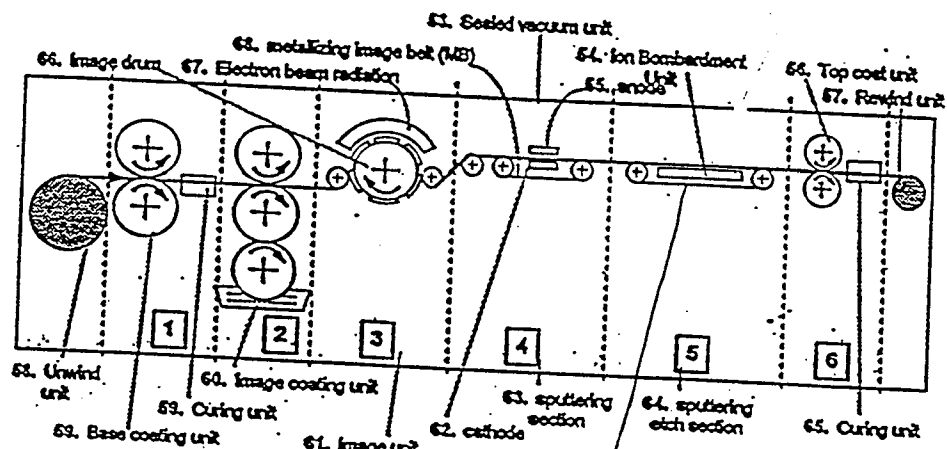 53. Sealed vacuum unit
68. metallizing image belt (MB)
54. Ion Bombardment
Unit
66. Image drum
67. Electron beam radiation
55. anode
56. Top cost unit
57. Rewind unit
1
2
3
4
5
6
58. Unwind
unit
59. Curing unit
60. Image coating unit
63. sputtering
section
64. sputtering
etch section
65. Curing unit
59. Base coating unit
61. Image unit
62. cathode